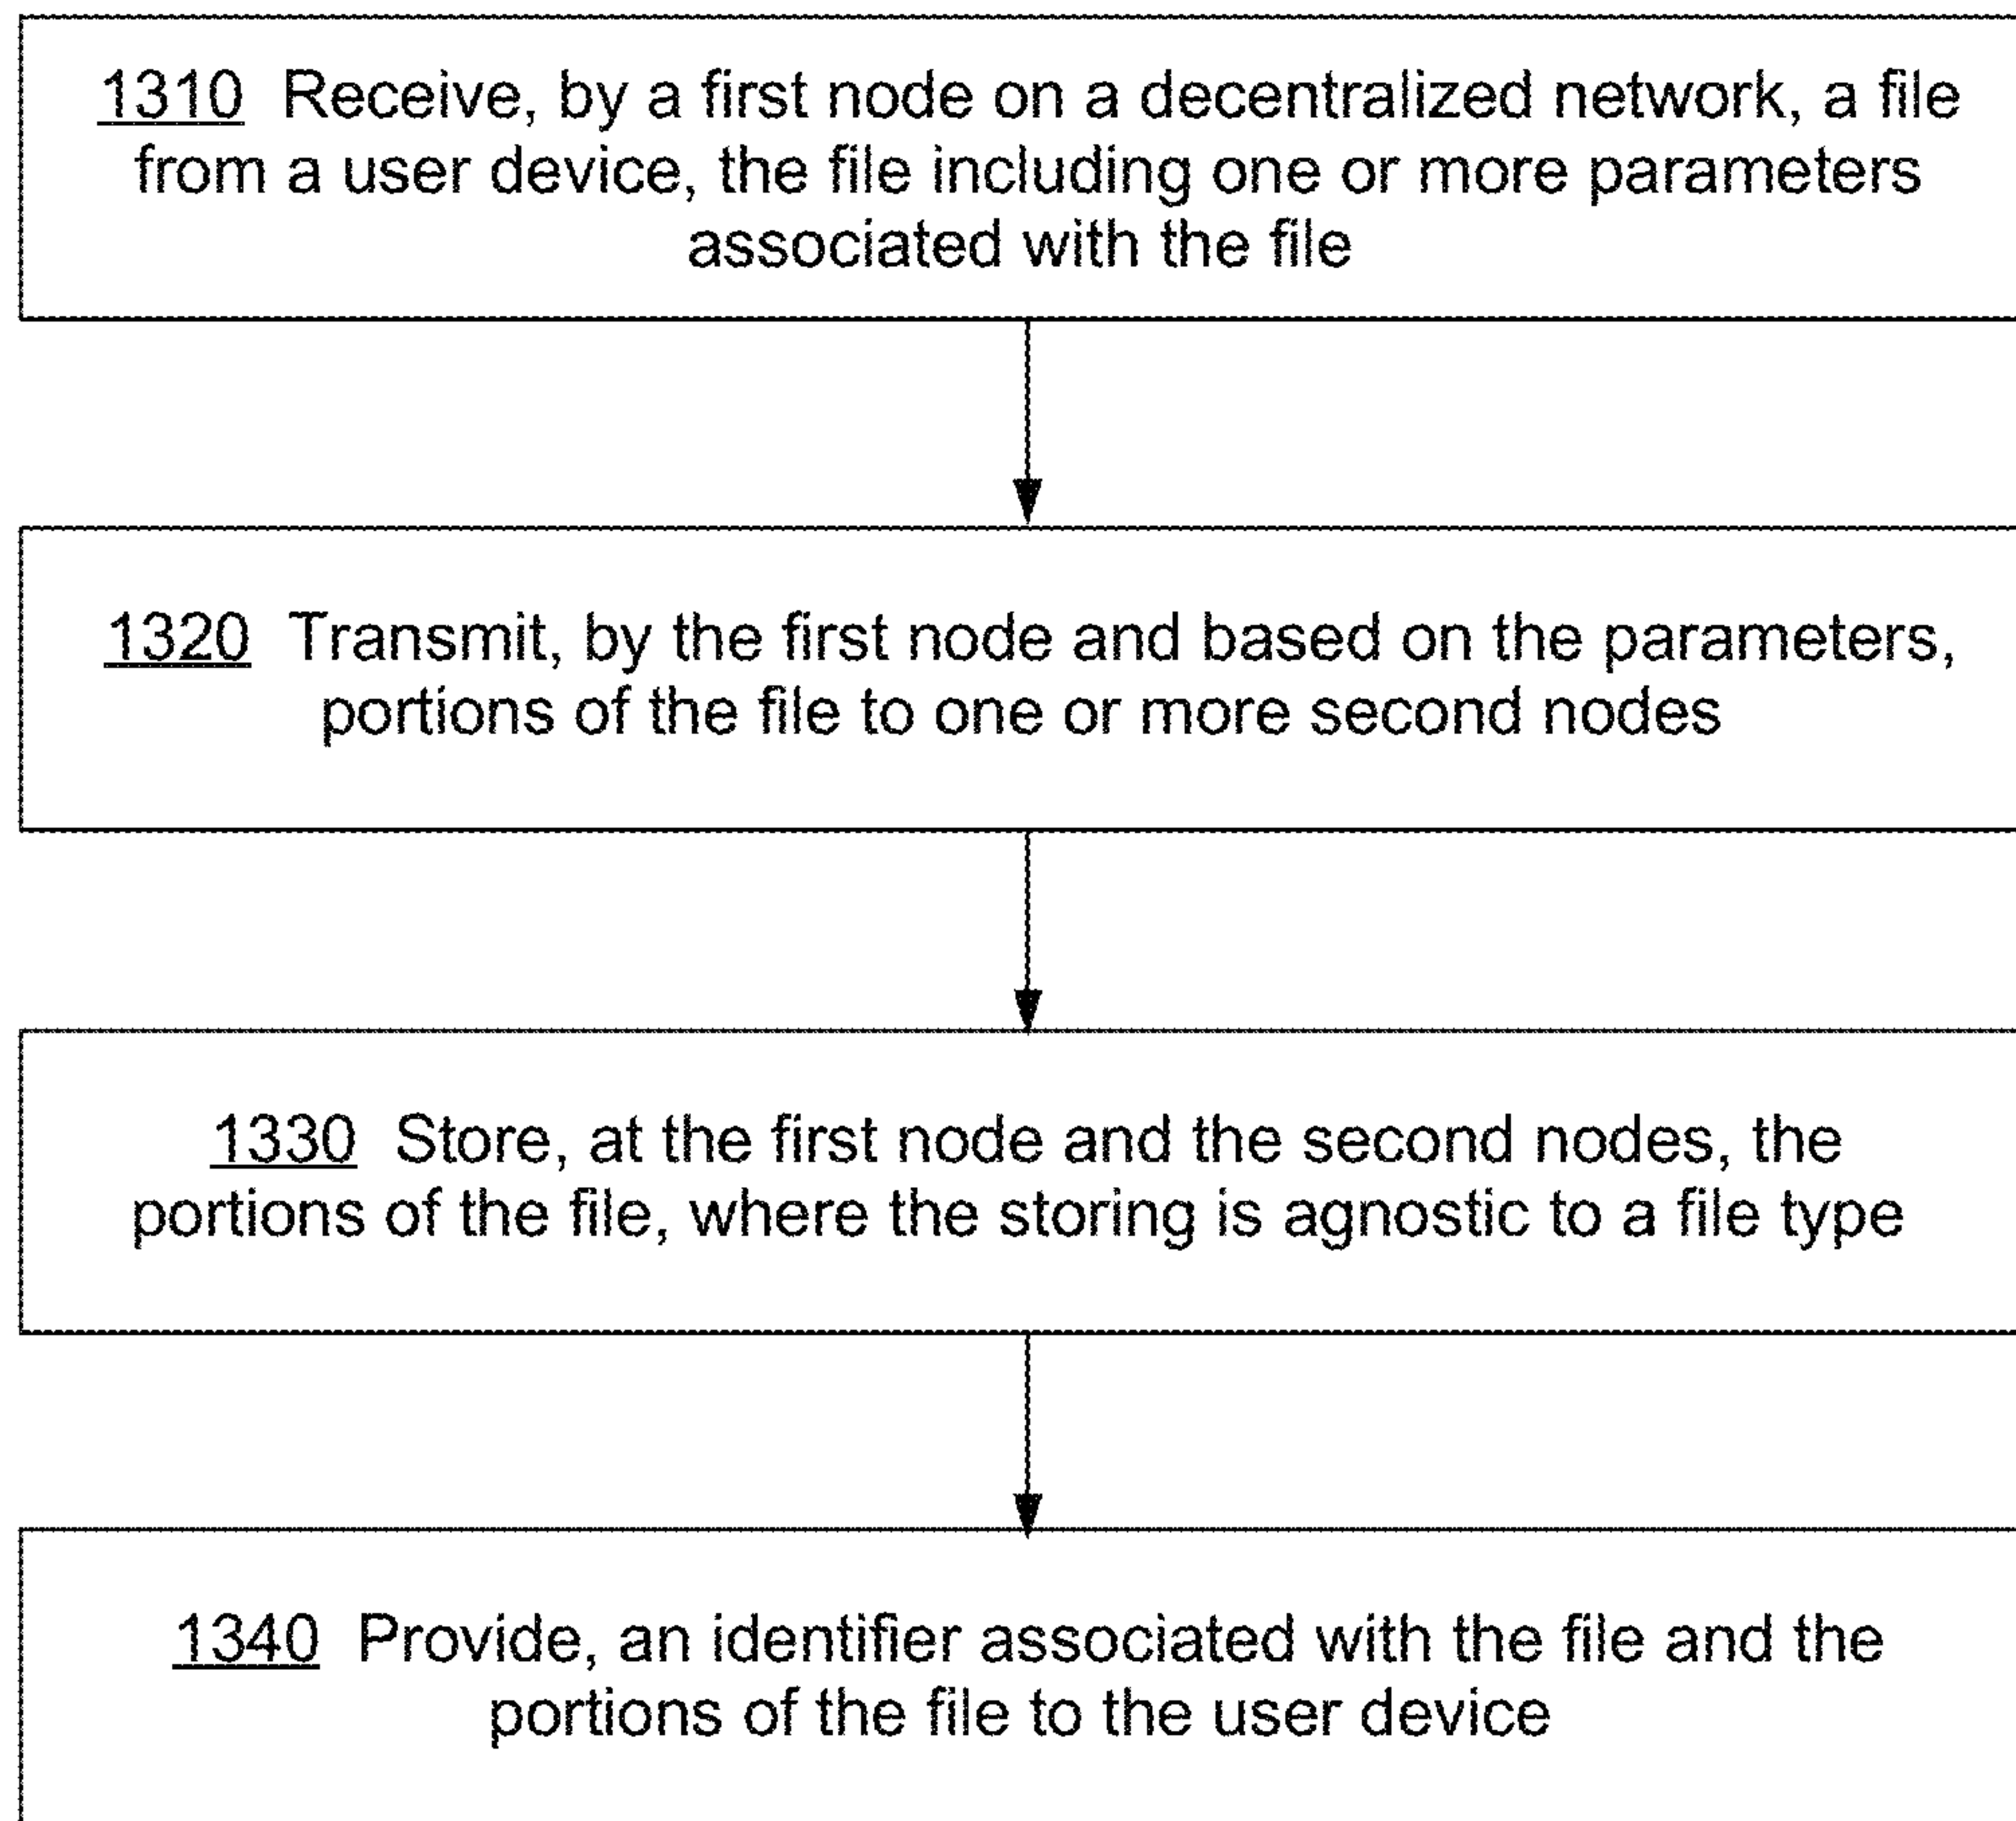 1310 Receive, by a first node on a decentralized network, a file
from a user device, the file including one or more parameters
associated with the file
1320 Transmit, by the first node and based on the parameters,
portions of the file to one or more second nodes
1330 Store, at the first node and the second nodes, the
portions of the file, where the storing is agnostic to a file type
1340 Provide, an identifier associated with the file and the
portions of the file to the user device